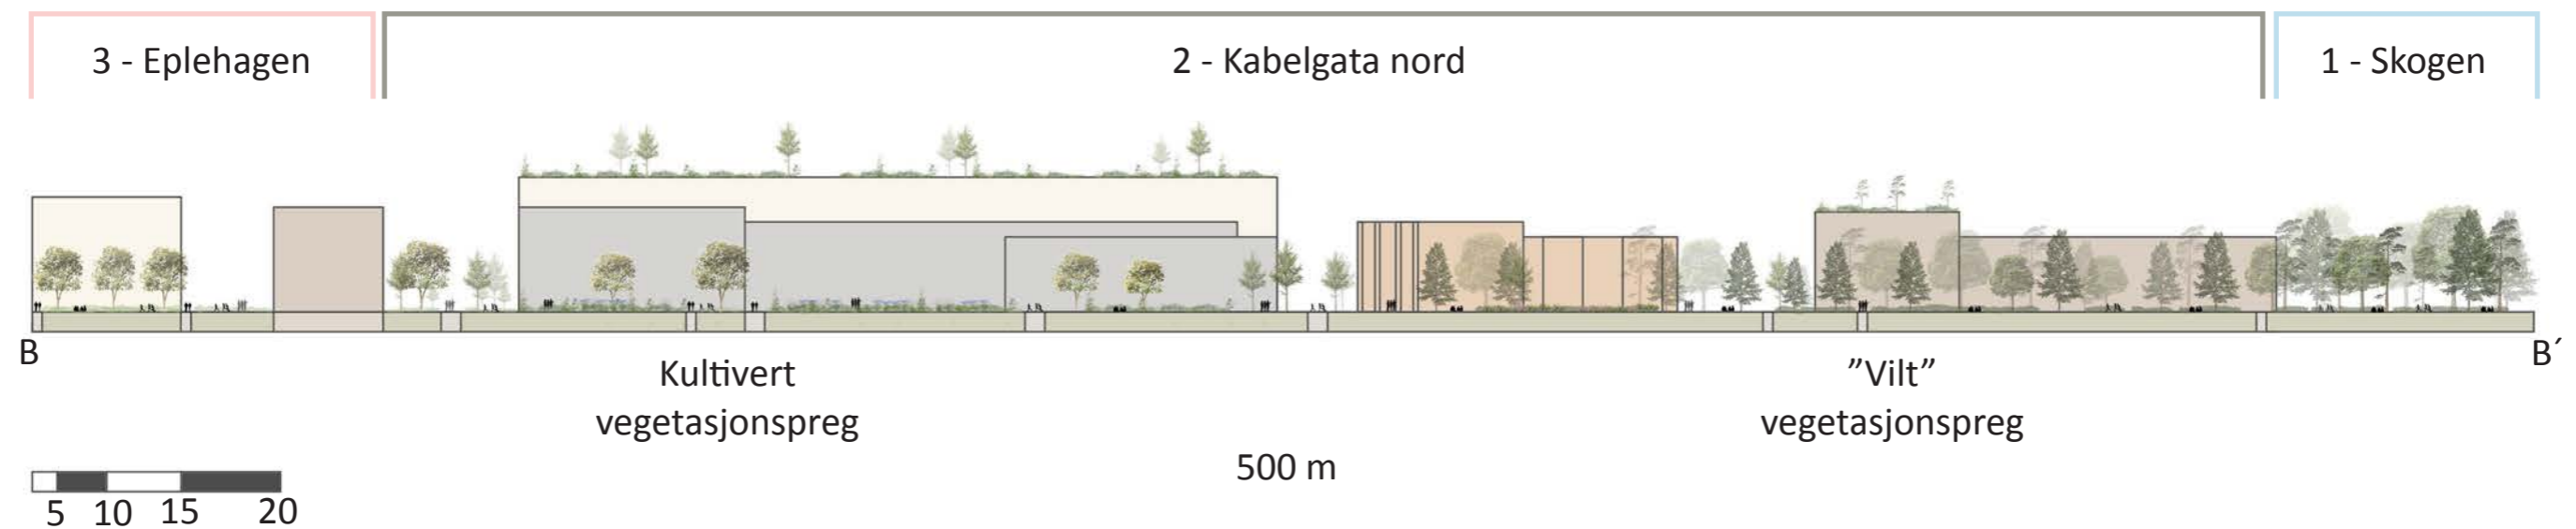 3 - Eplehagen
2 - Kabelgata nord
1 - Skogen
B
B´
Kultivert
vegetasjonspreg
”Vilt”
vegetasjonspreg
500 m
5 10 15 20